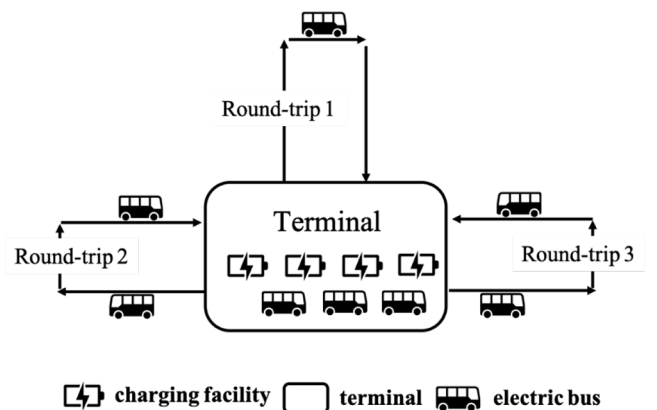 Round-trip 1
Terminal
Round-trip 2
Round-trip 3
charging facility terminal electric bus